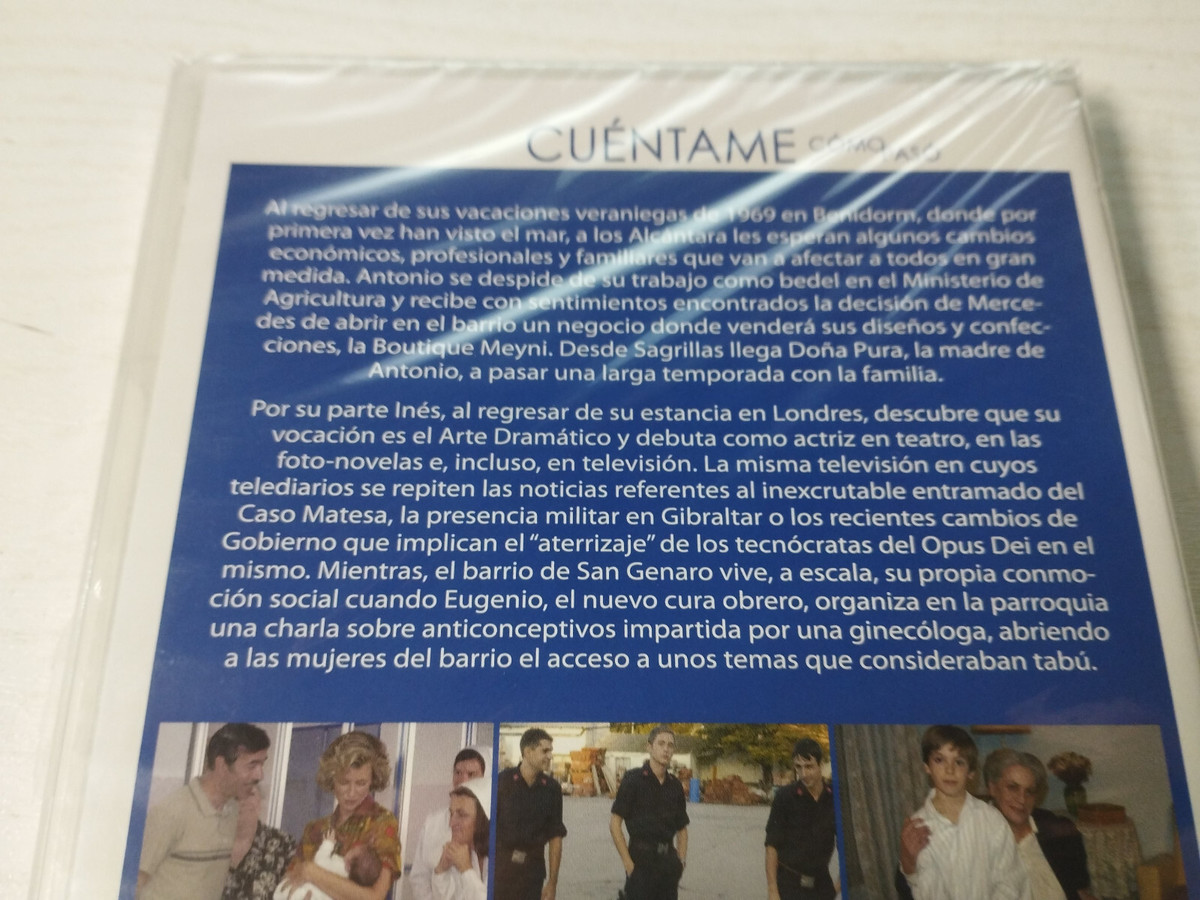 CUÉNTAME CÓMO PASÓ
Al regresar de sus vacaciones veraniegas de 1969 en Benidorm, donde por
primera vez han visto el mar, a los Alcántara les esperan algunos cambios
económicos, profesionales y familiares que van a afectar a todos en gran
medida. Antonio se despide de su trabajo como bedel en el Ministerio de
Agricultura y recibe con sentimientos encontrados la decisión de Merce-
des de abrir en el barrio un negocio donde venderá sus diseños y confec-
ciones, la Boutique Meyni. Desde Sagrillas llega Doña Pura, la madre de
Antonio, a pasar una larga temporada con la familia.
Por su parte Inés, al regresar de su estancia en Londres, descubre que su
vocación es el Arte Dramático y debuta como actriz en teatro, en las
foto-novelas e, incluso, en televisión. La misma televisión en cuyos
telediarios se repiten las noticias referentes al inexcrutable entramado del
Caso Matesa, la presencia militar en Gibraltar o los recientes cambios de
Gobierno que implican el "aterrizaje" de los tecnócratas del Opus Dei en el
mismo. Mientras, el barrio de San Genaro vive, a escala, su propia conmo-
ción social cuando Eugenio, el nuevo cura obrero, organiza en la parroquia
una charla sobre anticonceptivos impartida por una ginecóloga, abriendo
a las mujeres del barrio el acceso a unos temas que consideraban tabú.